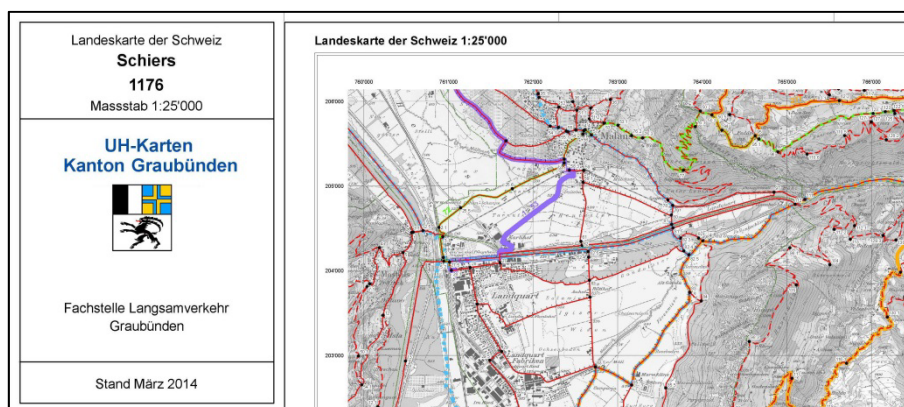 Landeskarte der Schweiz
Schiers
1176
Massstab 1:25'000
UH-Karten
Kanton Graubünden
Fachstelle Langsamverkehr
Graubünden
Stand März 2014
Landeskarte der Schweiz 1:25'000
760'000 761'000 762'000 763'000 764'000 765'000 766'000
206'000
205'000
204'000
203'000
Malans
Landquart
Landquart
Fabriken